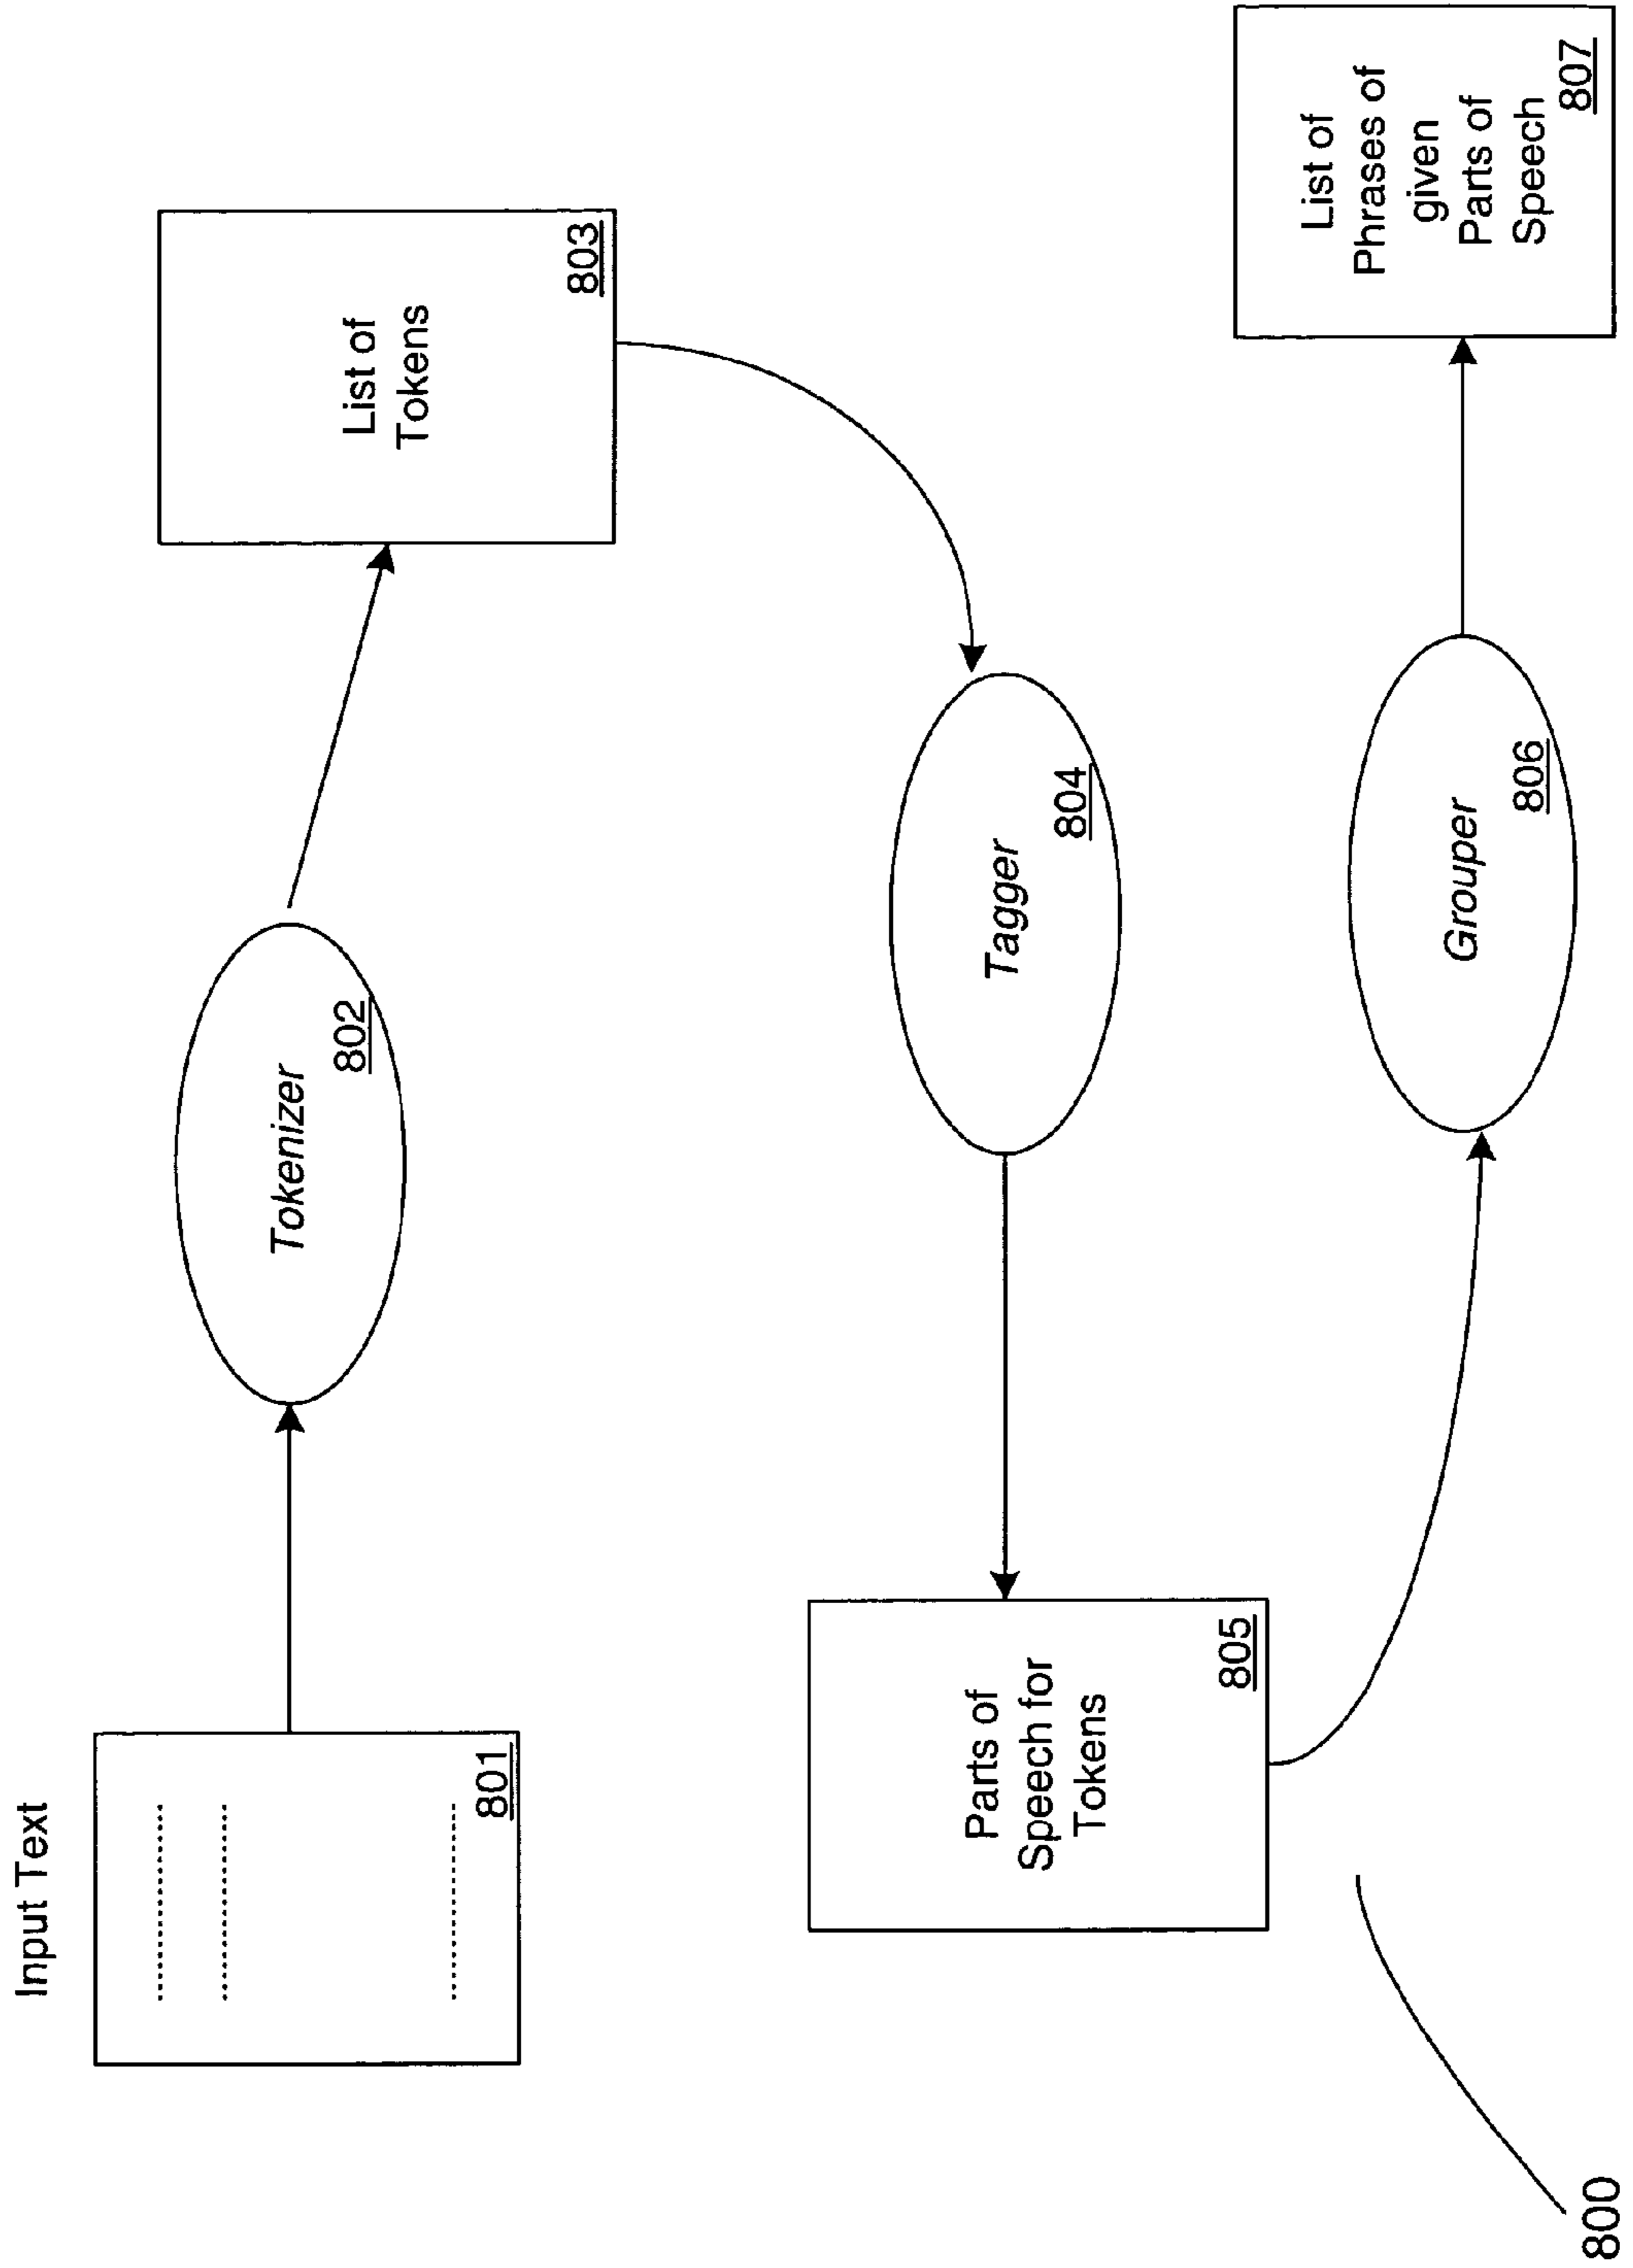 Input Text
801
Tokenizer
802
List of
Tokens
803
Parts of
Speech for
Tokens
805
Tagger
804
Grouper
806
List of
Phrases of
given
Parts of
Speech
807
800